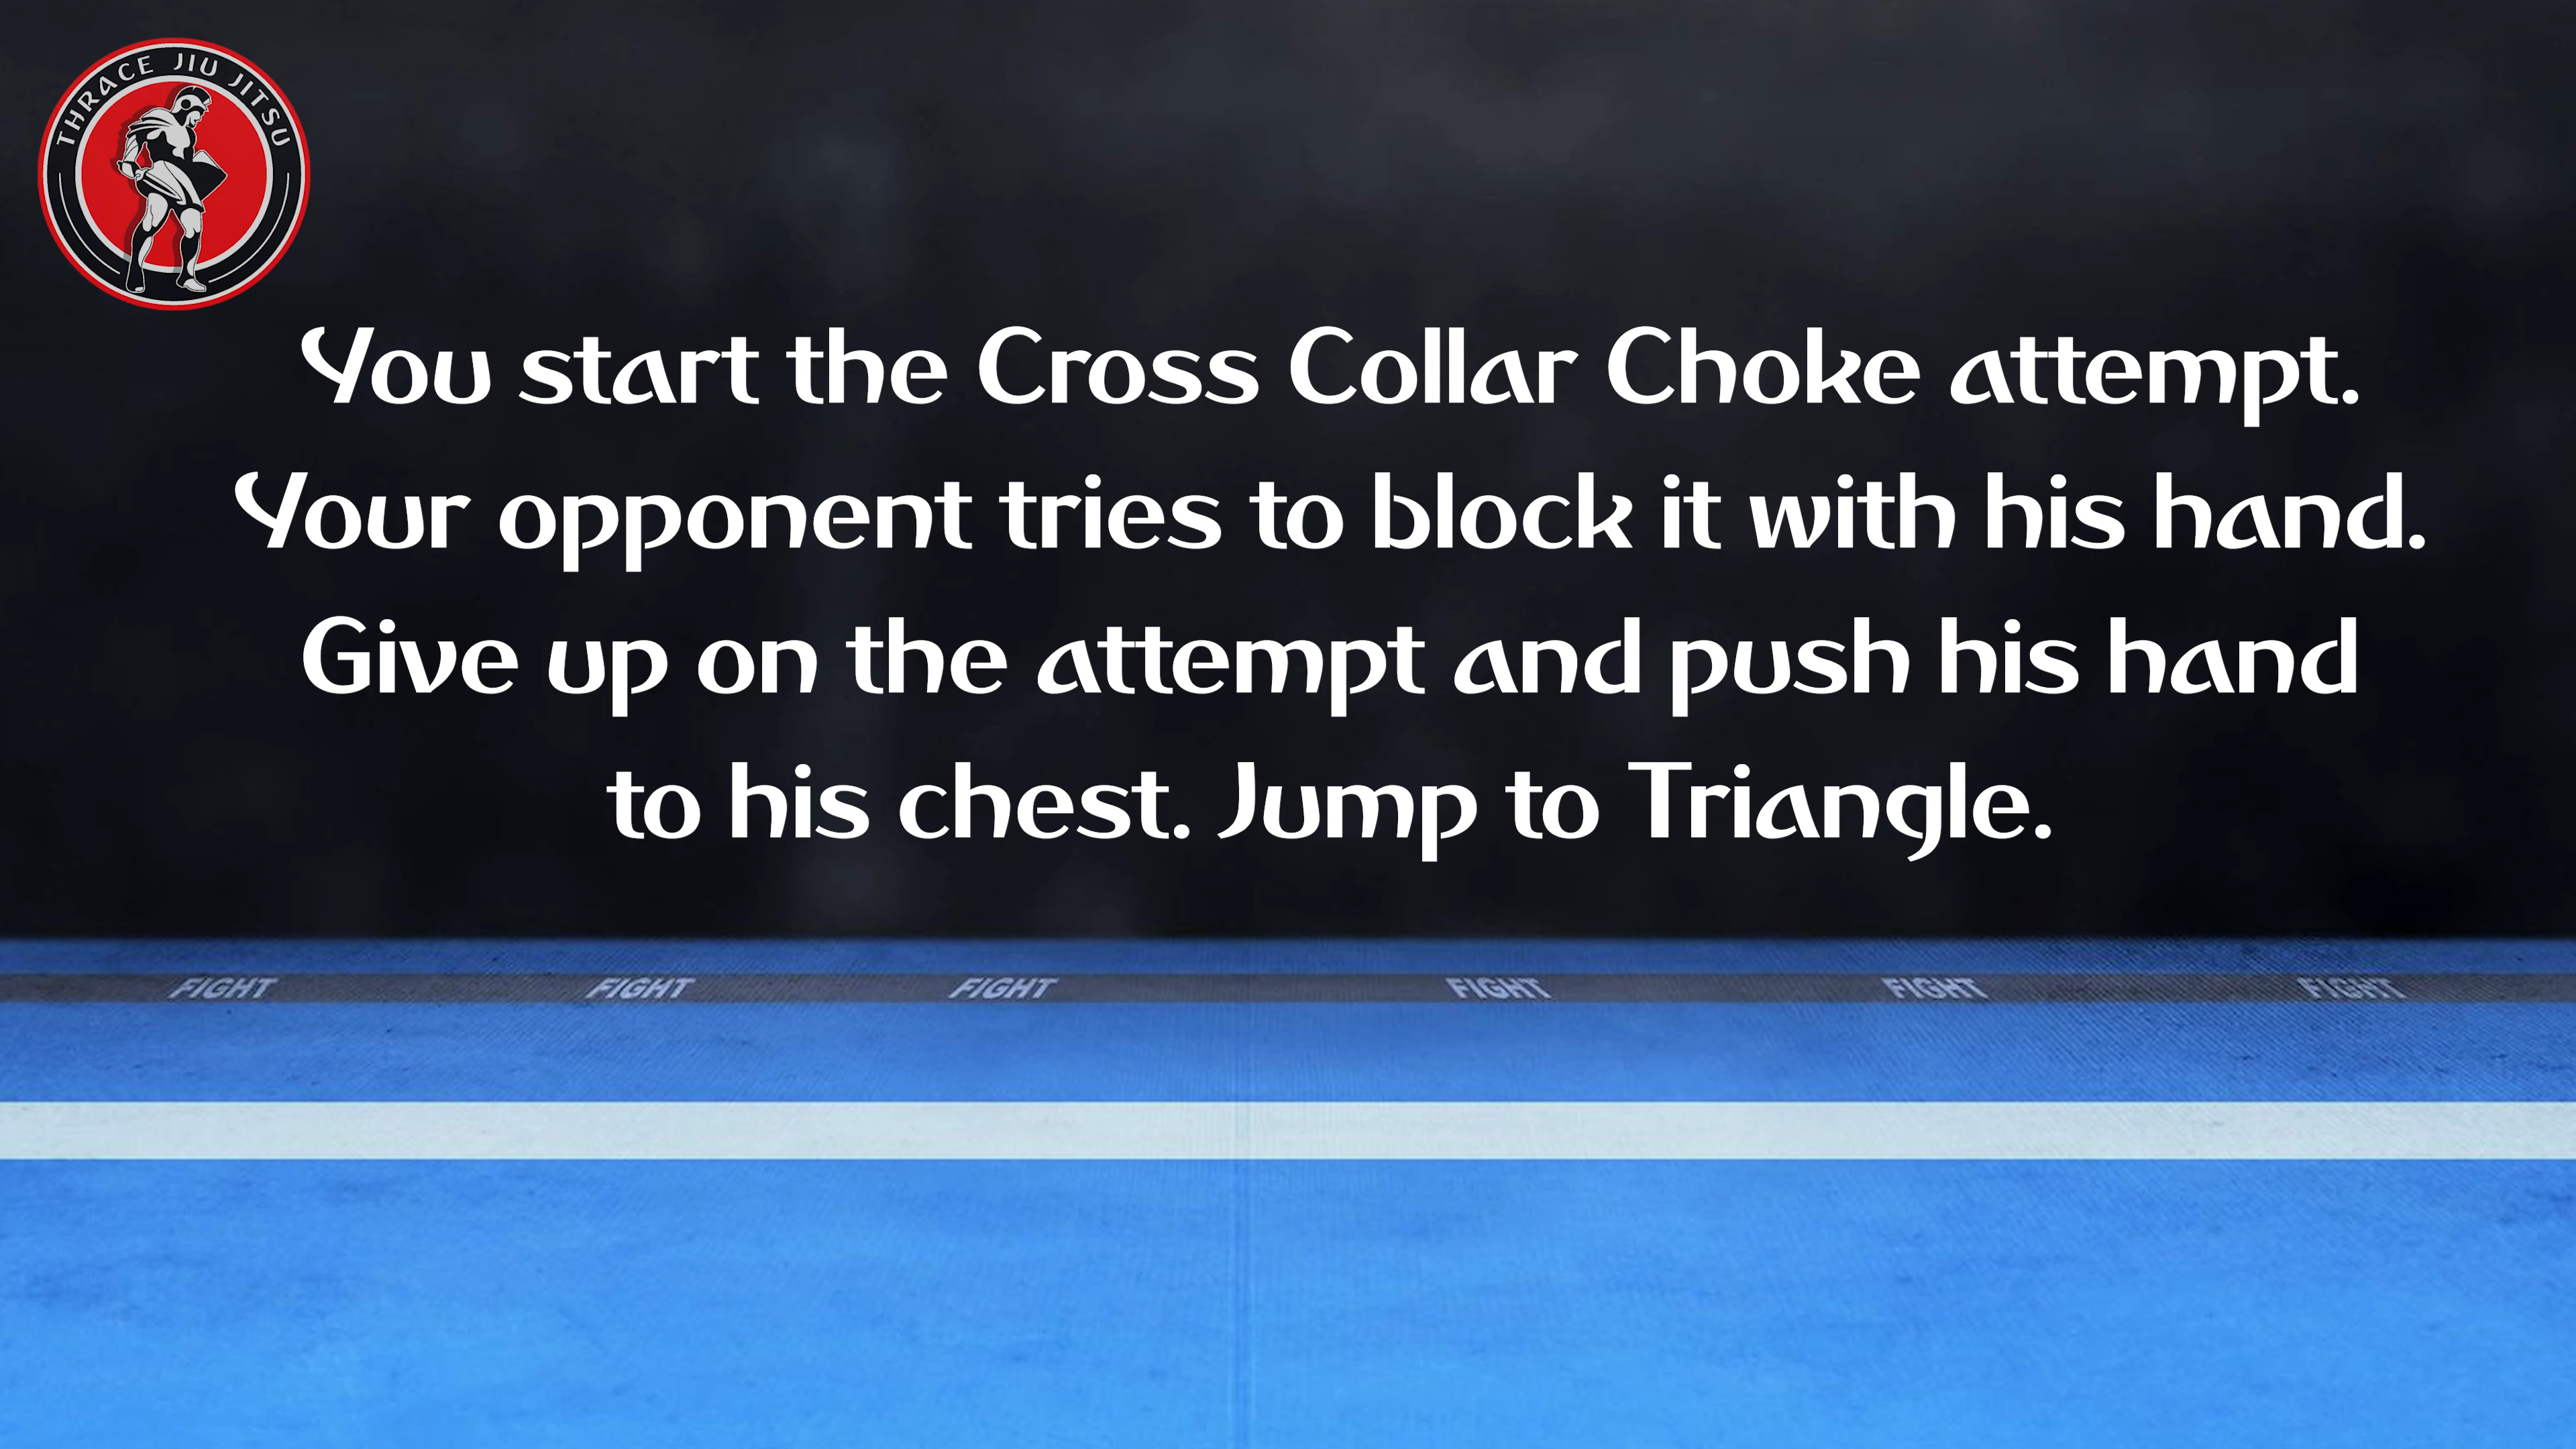 THRACE JIU JITSU
You start the Cross Collar Choke attempt.
Your opponent tries to block it with his hand.
Give up on the attempt and push his hand
to his chest. Jump to Triangle.
FIGHT FIGHT FIGHT FIGHT FIGHT FIGHT